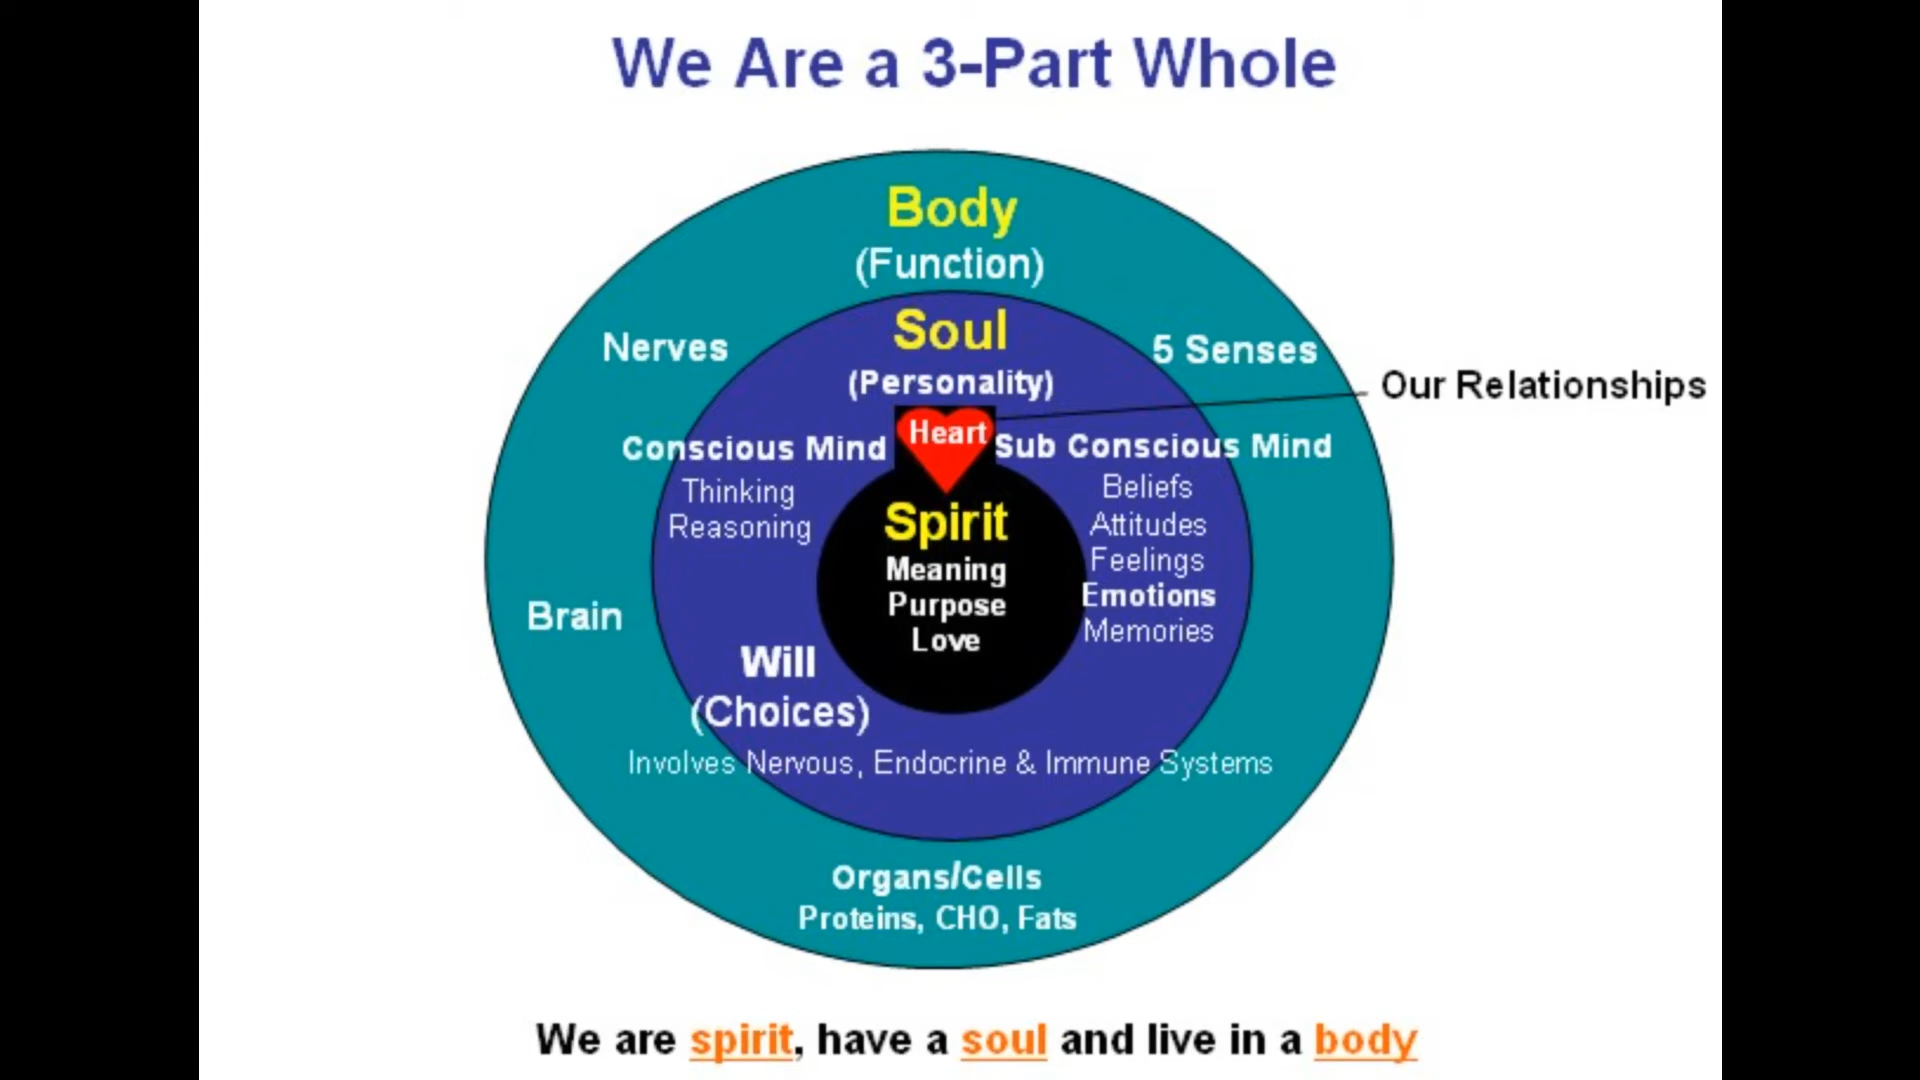 We Are a 3-Part Whole
Body
(Function)
Soul
(Personality)
Nerves
5 Senses
Our Relationships
Heart
Conscious Mind
Thinking
Reasoning
Sub Conscious Mind
Beliefs
Attitudes
Feelings
Emotions
Memories
Spirit
Meaning
Purpose
Love
Brain
Will
(Choices)
Involves Nervous, Endocrine & Immune Systems
Organs/Cells
Proteins, CHO, Fats
We are spirit, have a soul and live in a body